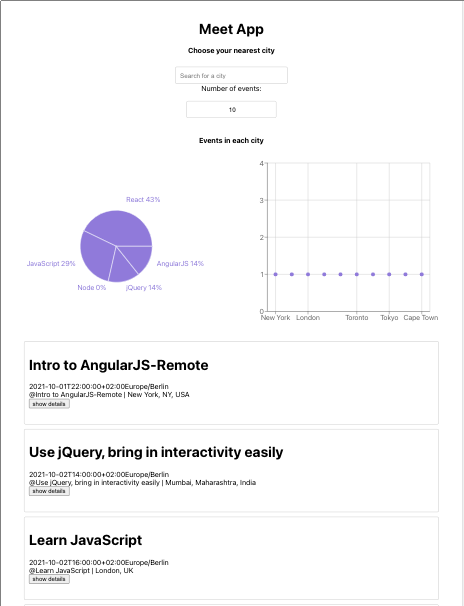 Meet App
Choose your nearest city
Search for a city
Number of events:
10
Events in each city
React 43%
JavaScript 29%
AngularJS 14%
Node 0%
jQuery 14%
4
3
2
1
0
New York
London
Toronto
Tokyo
Cape Town
Intro to AngularJS-Remote
2021-10-01T22:00:00+02:00Europe/Berlin
@Intro to AngularJS-Remote | New York, NY, USA
show details
Use jQuery, bring in interactivity easily
2021-10-02T14:00:00+02:00Europe/Berlin
@Use jQuery, bring in interactivity easily | Mumbai, Maharashtra, India
show details
Learn JavaScript
2021-10-02T16:00:00+02:00Europe/Berlin
@Learn JavaScript | London, UK
show details